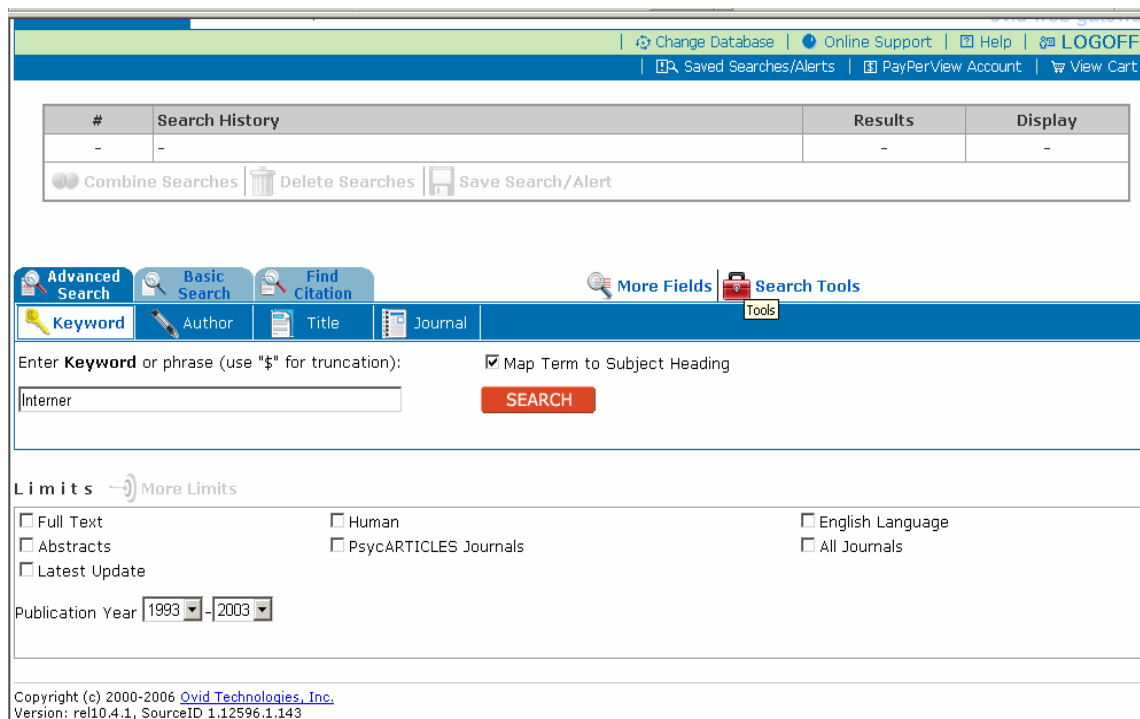 ovid web gateway
Change Database | Online Support | Help | LOGOFF
Saved Searches/Alerts | PayPerView Account | View Cart
# Search History Results Display
- - - -
Combine Searches Delete Searches Save Search/Alert
Advanced Search Basic Search Find Citation More Fields Search Tools
Tools
Keyword Author Title Journal
Enter Keyword or phrase (use "$" for truncation): Map Term to Subject Heading
Interner SEARCH
Limits More Limits
Full Text Human English Language
Abstracts PsycARTICLES Journals All Journals
Latest Update
Publication Year 1993 - 2003
Copyright (c) 2000-2006 Ovid Technologies, Inc.
Version: rel10.4.1, SourceID 1.12596.1.143